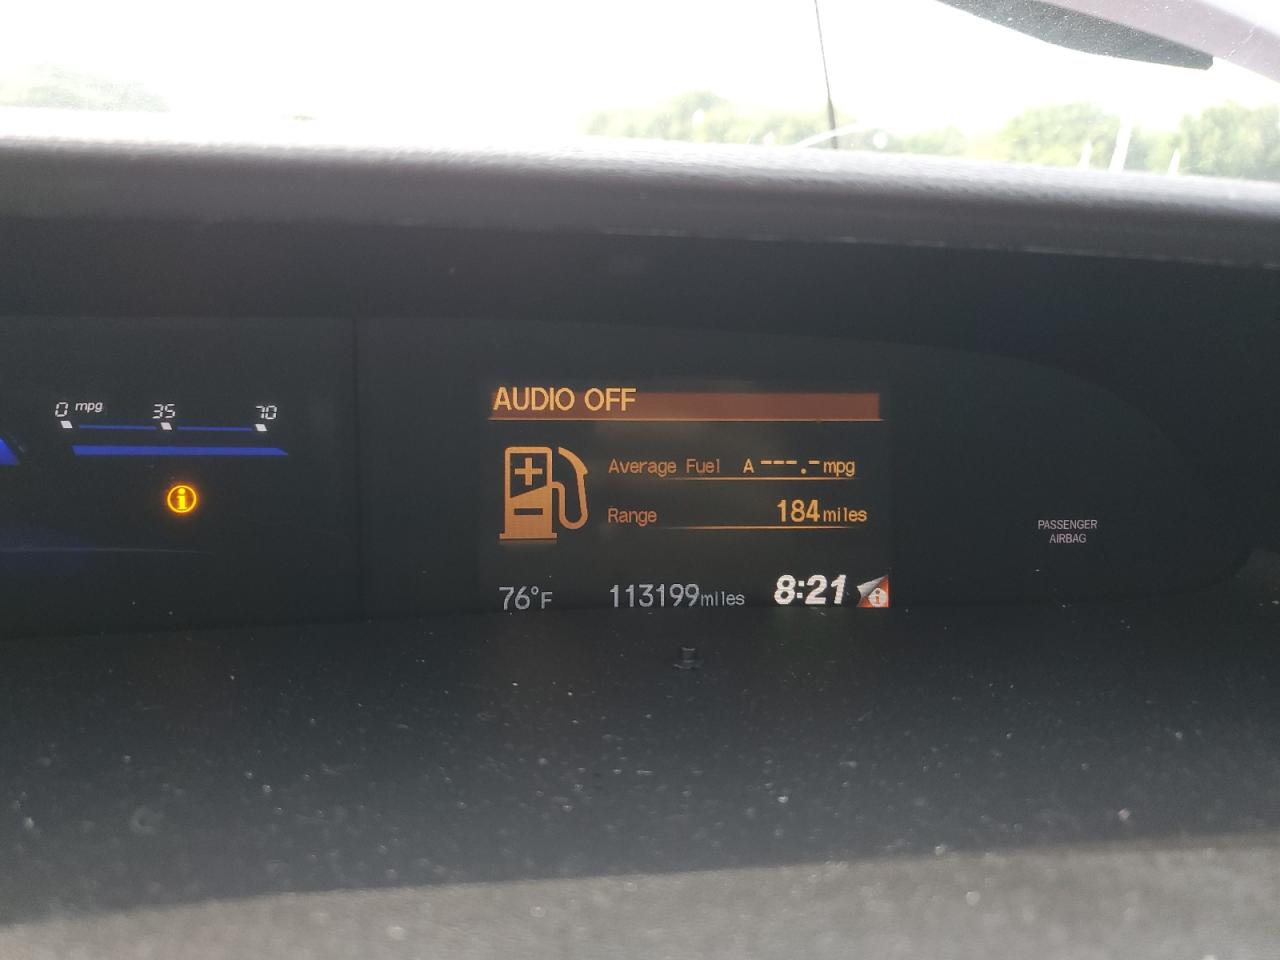 0 mpg 35 70
AUDIO OFF
Average Fuel A ---.- mpg
Range 184 miles
76°F 113199 miles 8:21
PASSENGER
AIRBAG